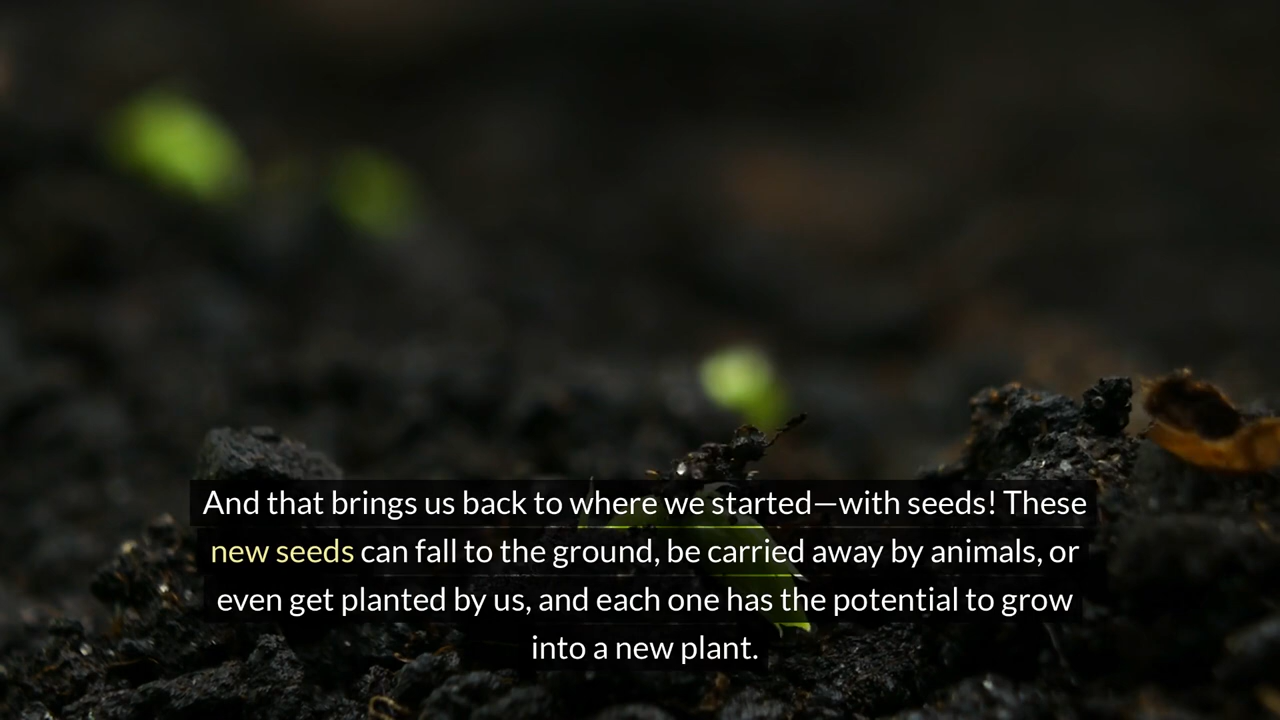 And that brings us back to where we started—with seeds! These
new seeds can fall to the ground, be carried away by animals, or
even get planted by us, and each one has the potential to grow
into a new plant.